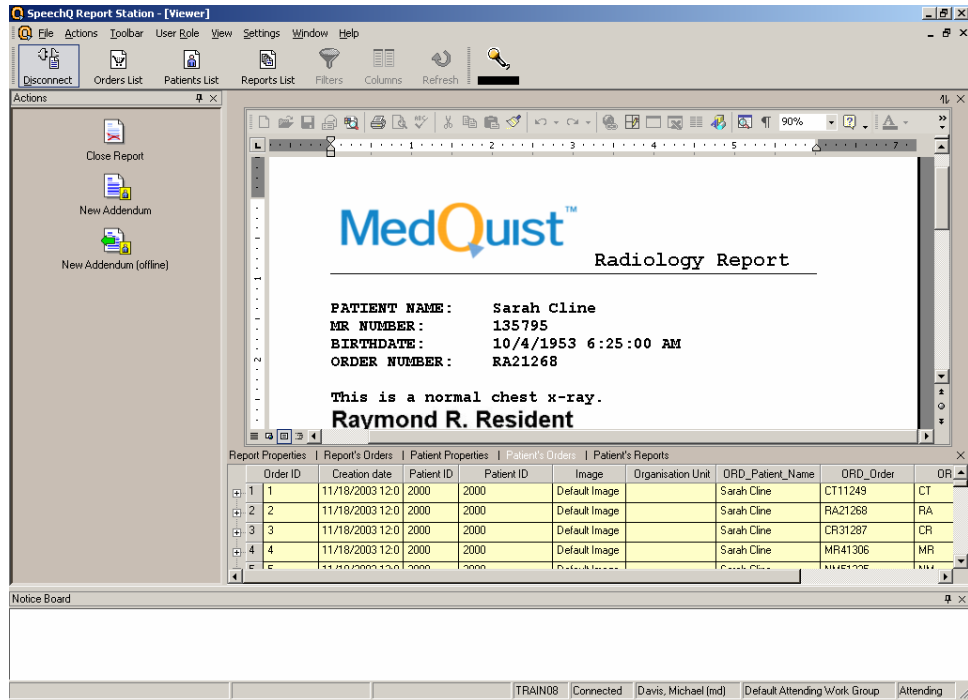 SpeechQ Report Station - [Viewer]
File Actions Toolbar User Role View Settings Window Help
Disconnect Orders List Patients List Reports List Filters Columns Refresh
Actions
Close Report
New Addendum
New Addendum (offline)
90%
1 2 3 4 5 7
MedQuist™
Radiology Report
PATIENT NAME: Sarah Cline
MR NUMBER: 135795
BIRTHDATE: 10/4/1953 6:25:00 AM
ORDER NUMBER: RA21268
This is a normal chest x-ray.
Raymond R. Resident
Report Properties | Report's Orders | Patient Properties | Patient's Orders | Patient's Reports
Order ID Creation date Patient ID Patient ID Image Organisation Unit ORD_Patient_Name ORD_Order OR
1 1 11/18/2003 12:0 2000 2000 Default Image Sarah Cline CT11249 CT
2 2 11/18/2003 12:0 2000 2000 Default Image Sarah Cline RA21268 RA
3 3 11/18/2003 12:0 2000 2000 Default Image Sarah Cline CR31287 CR
4 4 11/18/2003 12:0 2000 2000 Default Image Sarah Cline MR41306 MR
Notice Board
TRAIN08 Connected Davis, Michael (md) Default Attending Work Group Attending